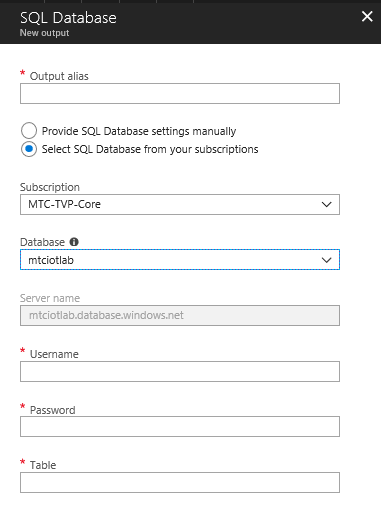 SQL Database
New output
* Output alias
Provide SQL Database settings manually
Select SQL Database from your subscriptions
Subscription
MTC-TVP-Core
Database
mtciotlab
Server name
mtciotlab.database.windows.net
* Username
* Password
* Table